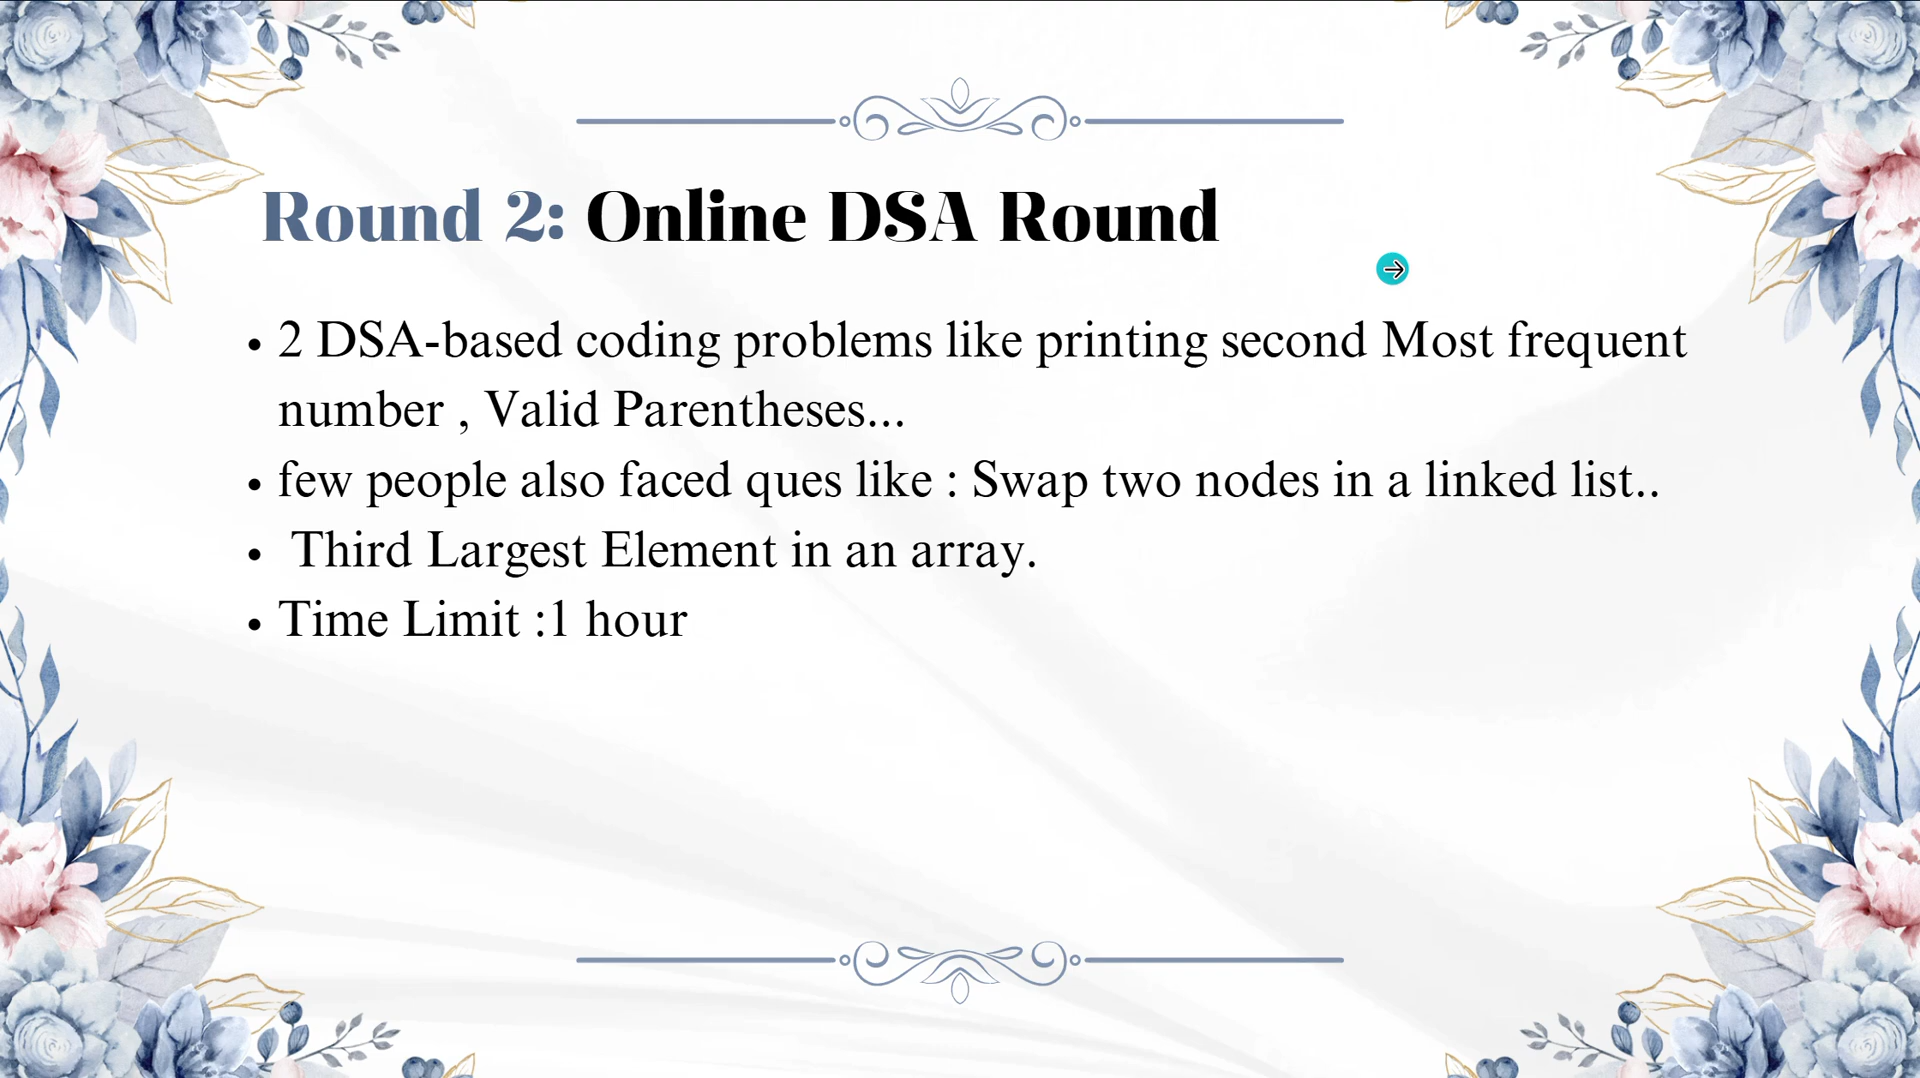 Round 2: Online DSA Round
• 2 DSA-based coding problems like printing second Most frequent
number , Valid Parentheses...
• few people also faced ques like : Swap two nodes in a linked list..
• Third Largest Element in an array.
• Time Limit :1 hour